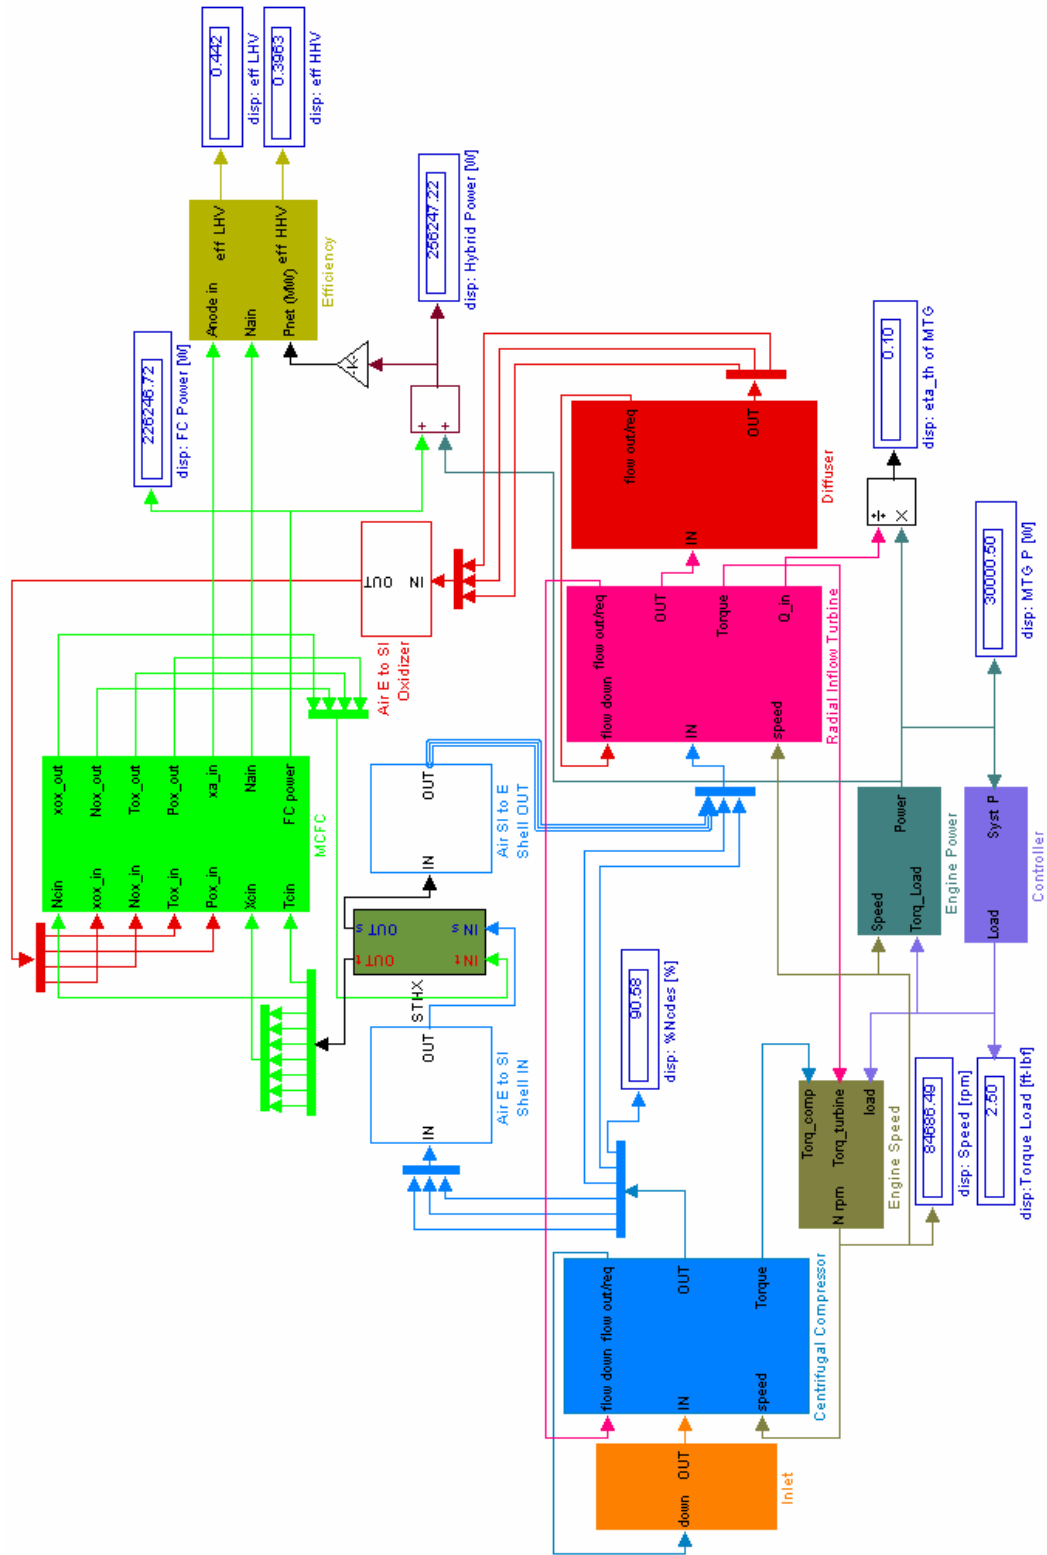 0.442
disp: eff LHV
0.3963
disp: eff HHV
Anode in
eff LHV
Nain
Pnet (MW)
eff HHV
Efficiency
226246.72
disp: FC Power [W]
256247.22
disp: Hybrid Power [W]
-K-
+
+
Ncin
xox_in
Nox_in
Tox_in
Pox_in
Xcin
Tcin
xox_out
Nox_out
Tox_out
Pox_out
xa_in
Nain
FC power
MCFC
IN
OUT
Air E to SI
Oxidizer
IN
OUT
Air SI to E
Shell OUT
OUT t
OUT s
IN t
IN s
STHX
IN
OUT
Air E to SI
Shell IN
90.58
disp: %Nodes [%]
flow out/req
IN
OUT
Diffuser
flow down
flow out/req
IN
OUT
Torque
speed
Q_in
Radial Inflow Turbine
÷
X
0.10
disp: eta_th of MTG
30000.50
disp: MTG P [W]
Speed
Torq_Load
Power
Engine Power
Load
Syst P
Controller
Torq_comp
Torq_turbine
load
N rpm
Engine Speed
84686.49
disp: Speed [rpm]
2.50
disp:Torque Load [ft-lbf]
flow down
flow out/req
IN
OUT
speed
Torque
Centrifugal Compressor
down
OUT
Inlet